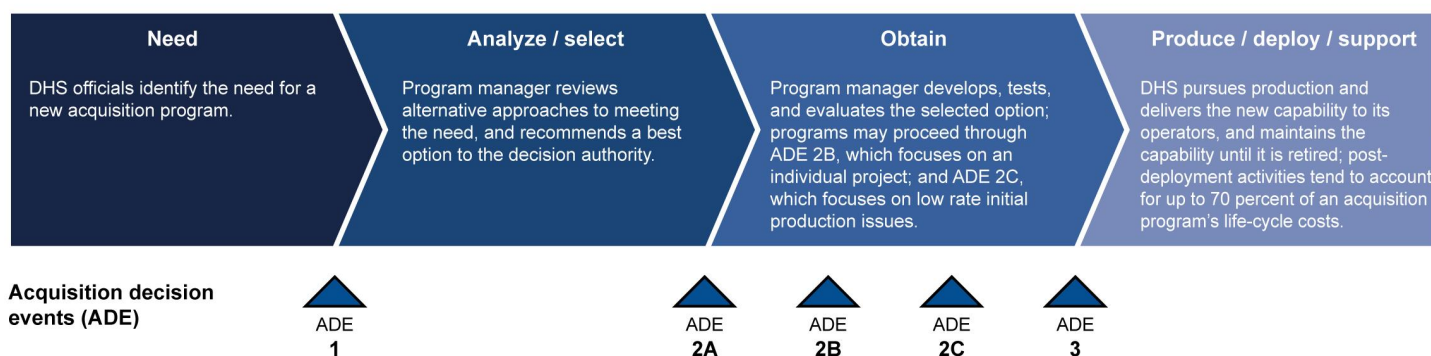 Need
DHS officials identify the need for a
new acquisition program.
Analyze / select
Program manager reviews
alternative approaches to meeting
the need, and recommends a best
option to the decision authority.
Obtain
Program manager develops, tests,
and evaluates the selected option;
programs may proceed through
ADE 2B, which focuses on an
individual project; and ADE 2C,
which focuses on low rate initial
production issues.
Produce / deploy / support
DHS pursues production and
delivers the new capability to its
operators, and maintains the
capability until it is retired; post-
deployment activities tend to account
for up to 70 percent of an acquisition
program's life-cycle costs.
Acquisition decision
events (ADE)
ADE
1
ADE
2A
ADE
2B
ADE
2C
ADE
3